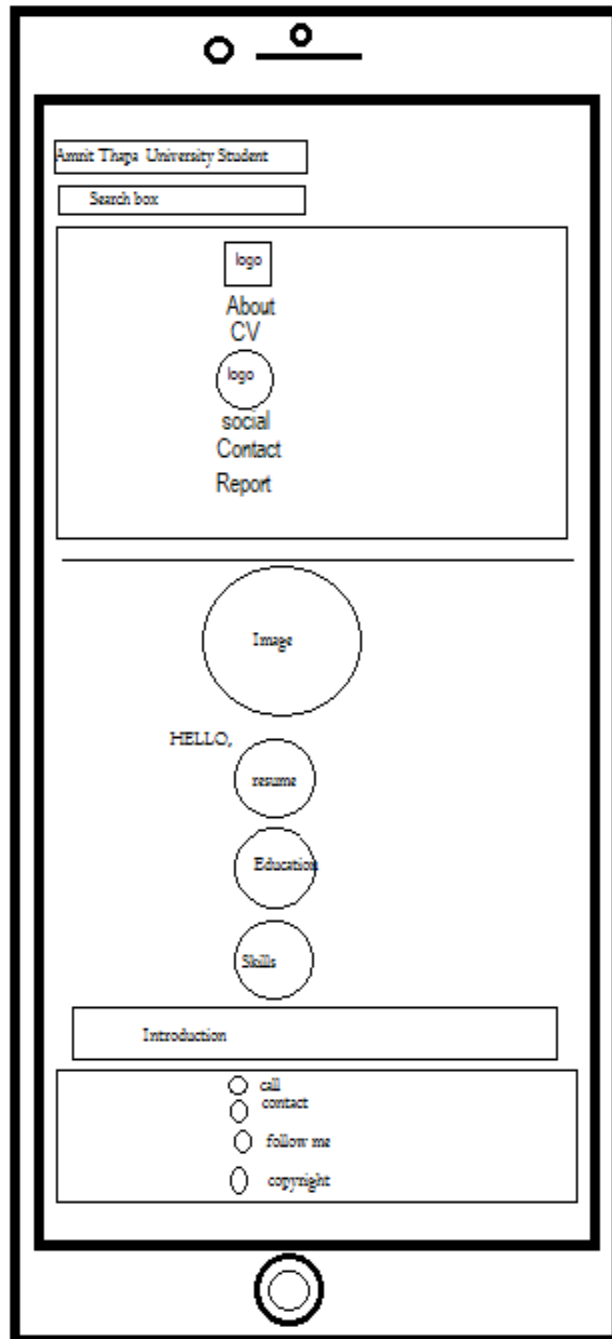 Amrit Thapa University Student
Search box
logo
About
CV
logo
social
Contact
Report
Image
HELLO,
resume
Education
Skills
Introduction
call
contact
follow me
copyright